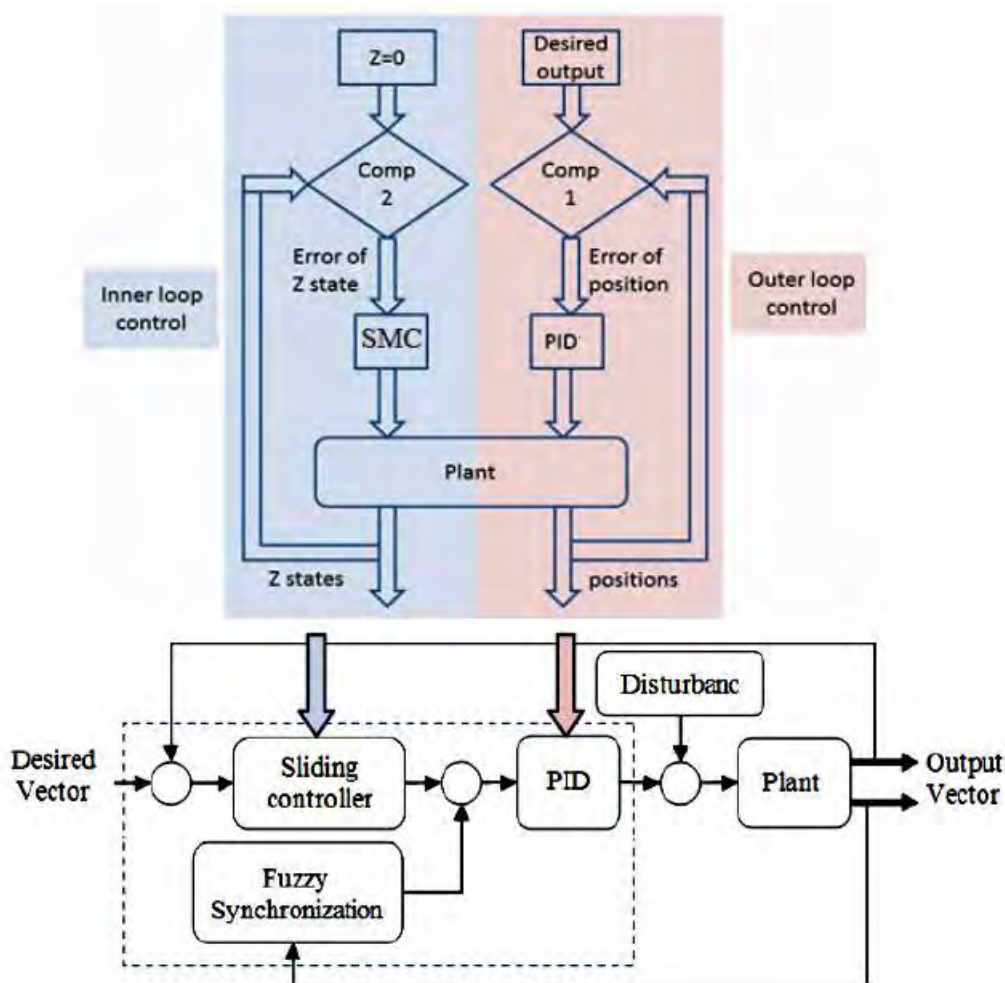 Z=0
Desired
output
Comp
2
Comp
1
Error of
Z state
Error of
position
Inner loop
control
Outer loop
control
SMC
PID
Plant
Z states
positions
Disturbanc
Desired
Vector
Sliding
controller
PID
Plant
Output
Vector
Fuzzy
Synchronization